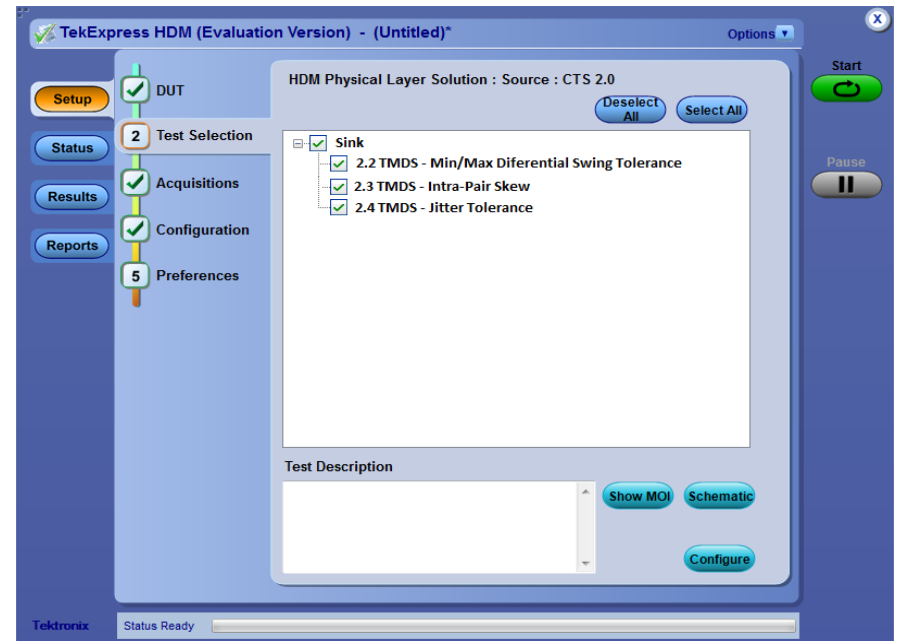 TekExpress HDM (Evaluation Version) - (Untitled)*
Options
X
Start
Setup
DUT
HDM Physical Layer Solution : Source : CTS 2.0
Deselect
All
Select All
Status
2 Test Selection
Sink
2.2 TMDS - Min/Max Diferential Swing Tolerance
Pause
Results
Acquisitions
2.3 TMDS - Intra-Pair Skew
2.4 TMDS - Jitter Tolerance
Reports
Configuration
5 Preferences
Test Description
Show MOI
Schematic
Configure
Tektronix
Status Ready